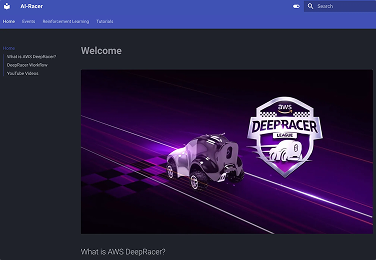 AI-Racer
Search
Home
Events
Reinforcement Learning
Tutorials
Home
What is AWS DeepRacer?
DeepRacer Workflow
YouTube Videos
Welcome
aws
DEEPRACER
LEAGUE
What is AWS DeepRacer?